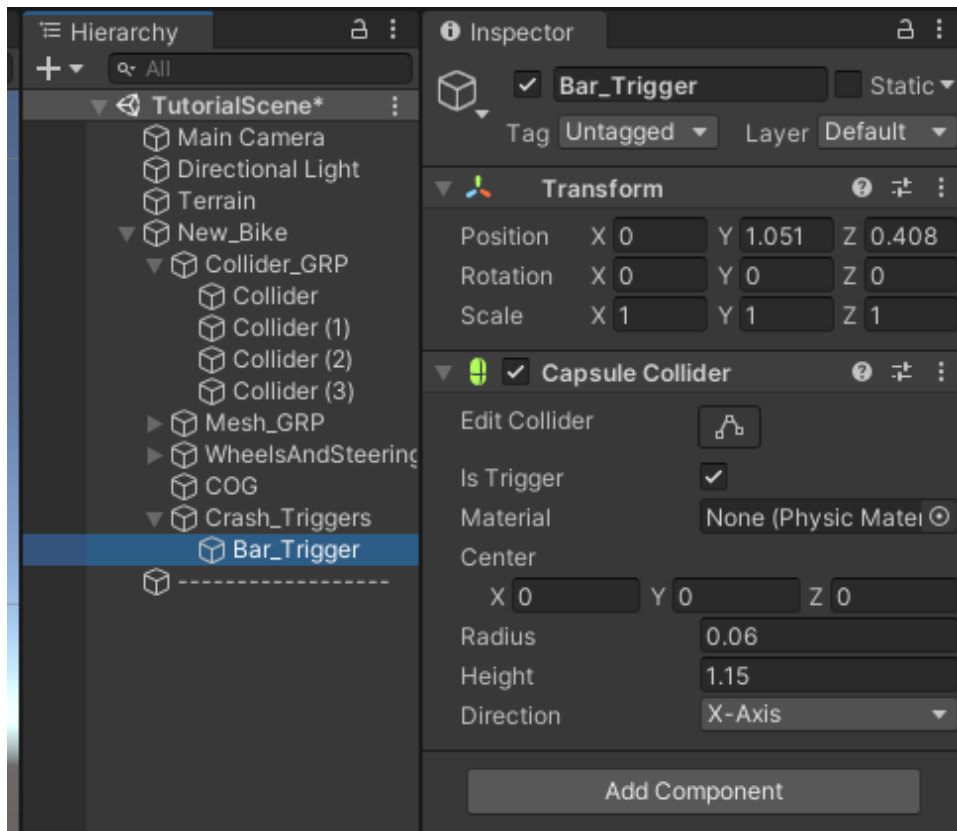 Hierarchy
All
TutorialScene*
Main Camera
Directional Light
Terrain
New_Bike
Collider_GRP
Collider
Collider (1)
Collider (2)
Collider (3)
Mesh_GRP
WheelsAndSteering
COG
Crash_Triggers
Bar_Trigger
------------------
Inspector
Bar_Trigger Static
Tag Untagged Layer Default
Transform
Position X 0 Y 1.051 Z 0.408
Rotation X 0 Y 0 Z 0
Scale X 1 Y 1 Z 1
Capsule Collider
Edit Collider
Is Trigger
Material None (Physic Mater
Center
X 0 Y 0 Z 0
Radius 0.06
Height 1.15
Direction X-Axis
Add Component